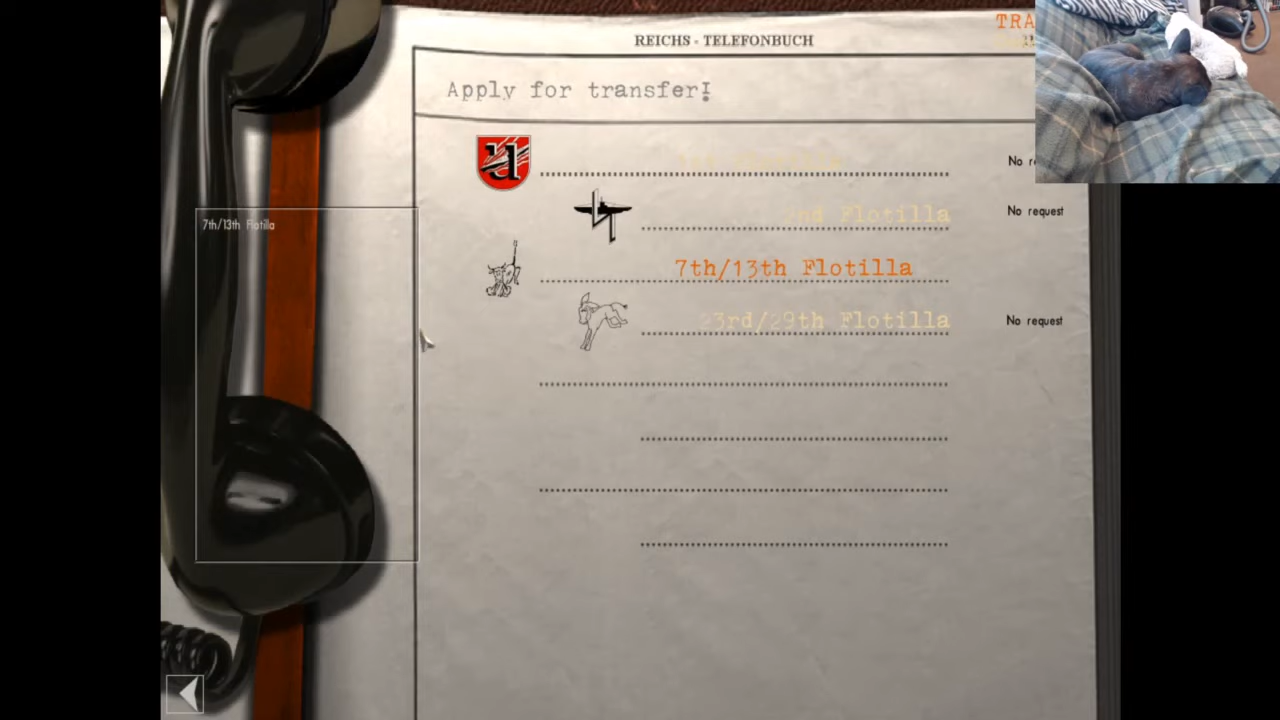 TRA
REICHS - TELEFONBUCH
Apply for transfer!
u
No
2nd Flotilla
No request
7th/13th Flotilla
7th/13th Flotilla
23rd/29th Flotilla
No request